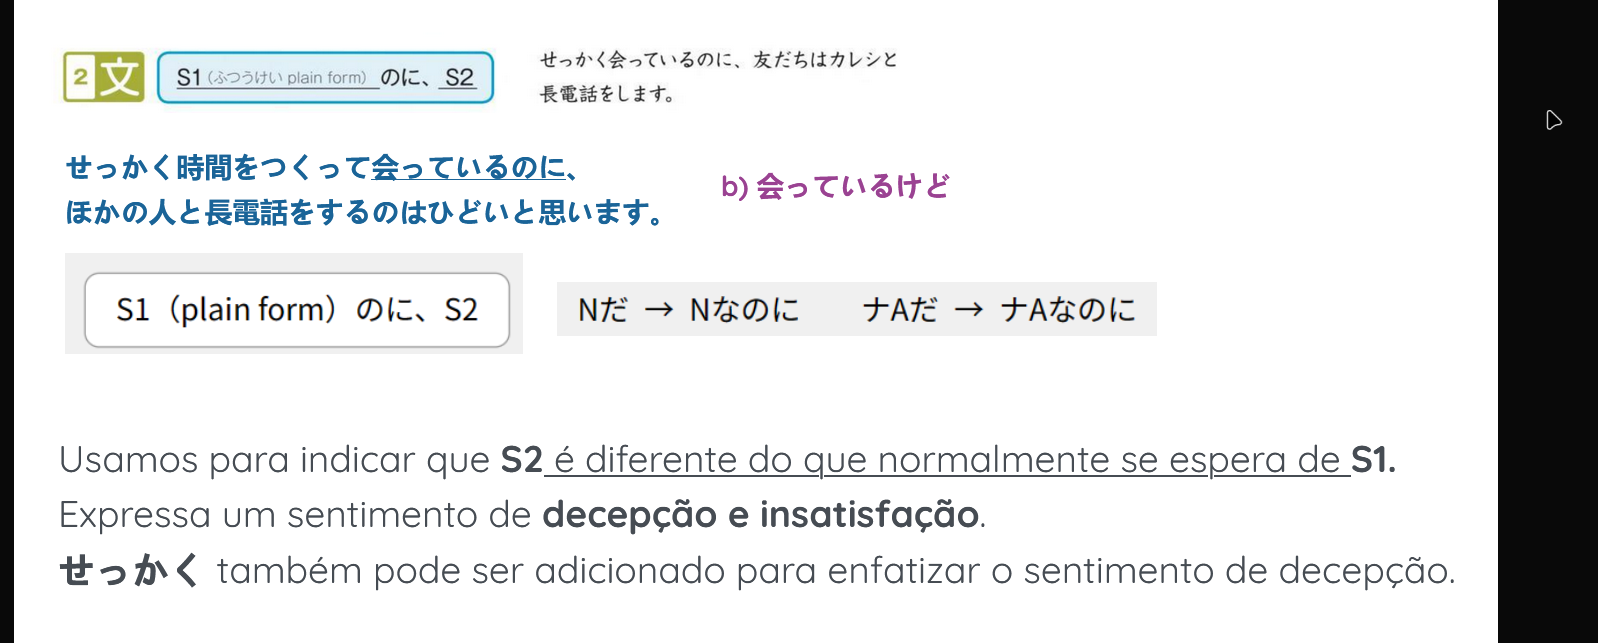 2 文 S1（ふつうけい plain form）のに、S2
せっかく会っているのに、友だちはカレシと
長電話をします。
せっかく時間をつくって会っているのに、
ほかの人と長電話をするのはひどいと思います。
b) 会っているけど
S1（plain form）のに、S2
Nだ → Nなのに ナAだ → ナAなのに
Usamos para indicar que S2 é diferente do que normalmente se espera de S1.
Expressa um sentimento de decepção e insatisfação.
せっかく também pode ser adicionado para enfatizar o sentimento de decepção.